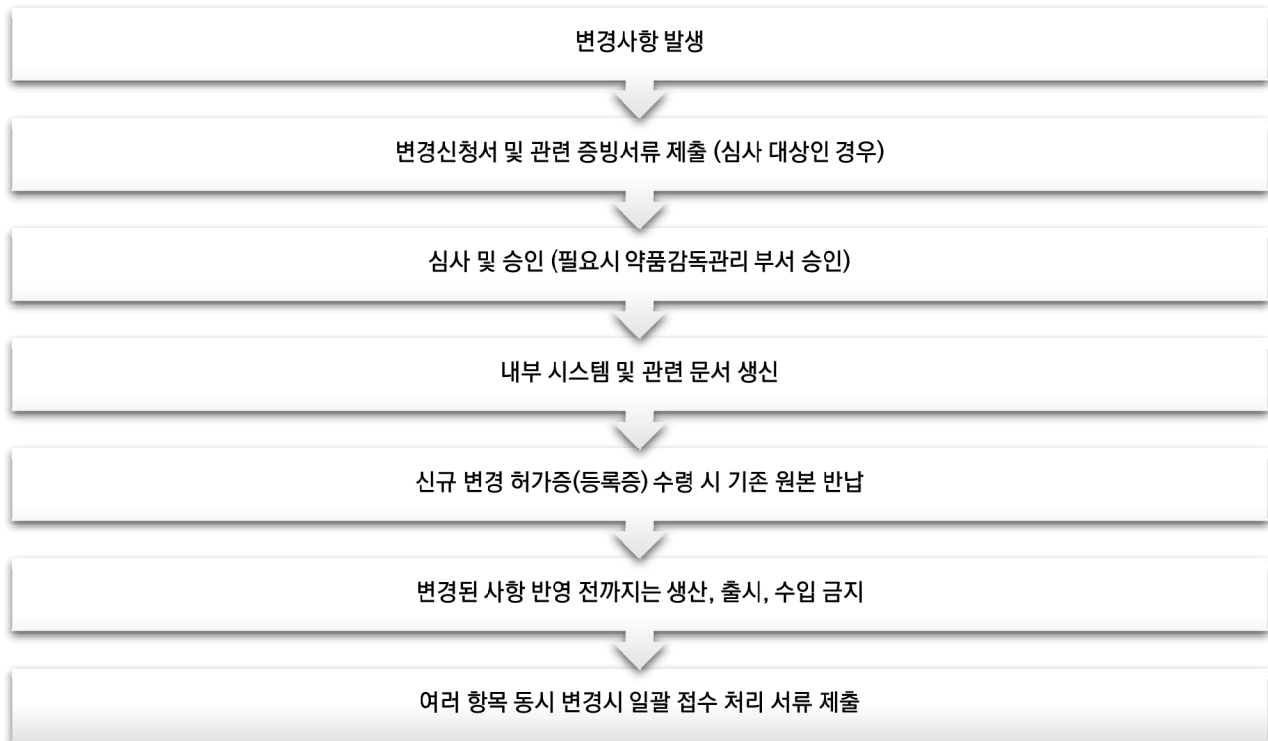 변경사항 발생
변경신청서 및 관련 증빙서류 제출 (심사 대상인 경우)
심사 및 승인 (필요시 약품감독관리 부서 승인)
내부 시스템 및 관련 문서 생신
신규 변경 허가증(등록증) 수령 시 기존 원본 반납
변경된 사항 반영 전까지는 생산, 출시, 수입 금지
여러 항목 동시 변경시 일괄 접수 처리 서류 제출